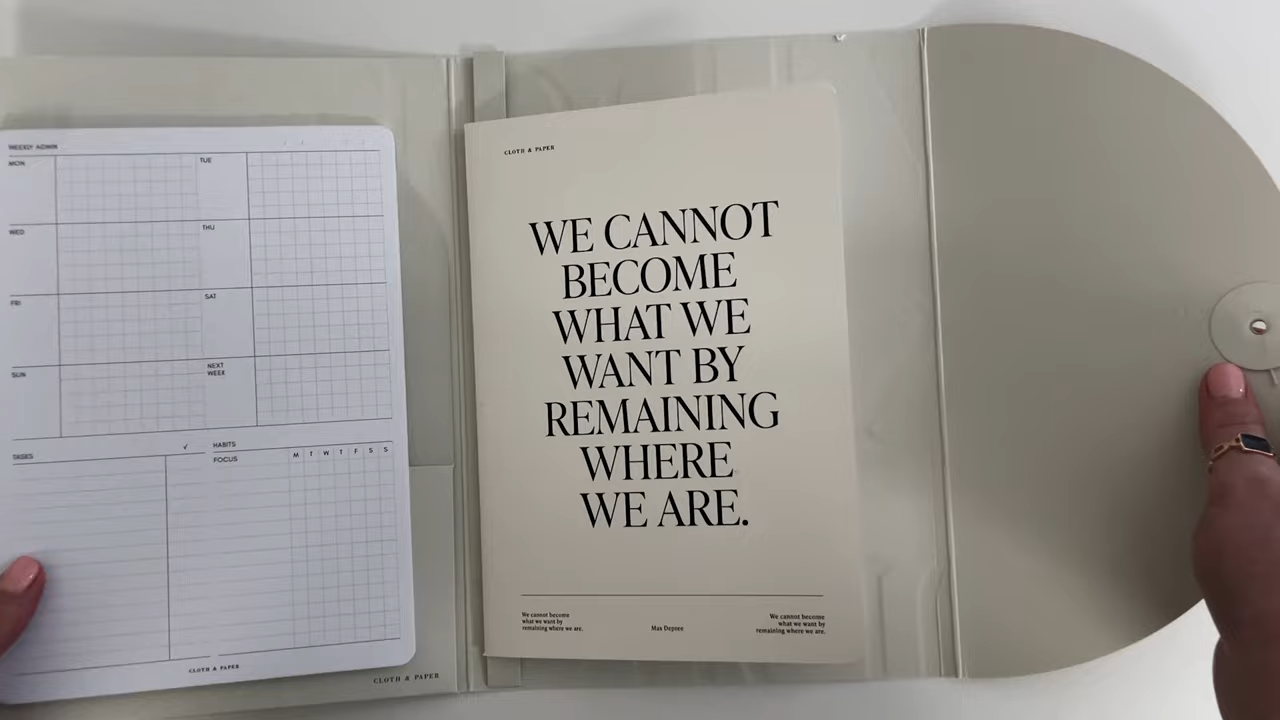 WEEKLY ADMIN
MON
TUE
WED
THU
FRI
SAT
SUN
NEXT
WEEK
TASKS
√
HABITS
FOCUS
M T W T F S S
CLOTH & PAPER
CLOTH & PAPER
CLOTH & PAPER
WE CANNOT
BECOME
WHAT WE
WANT BY
REMAINING
WHERE
WE ARE.
We cannot become
what we want by
remaining where we are.
Max Depree
We cannot become
what we want by
remaining where we are.